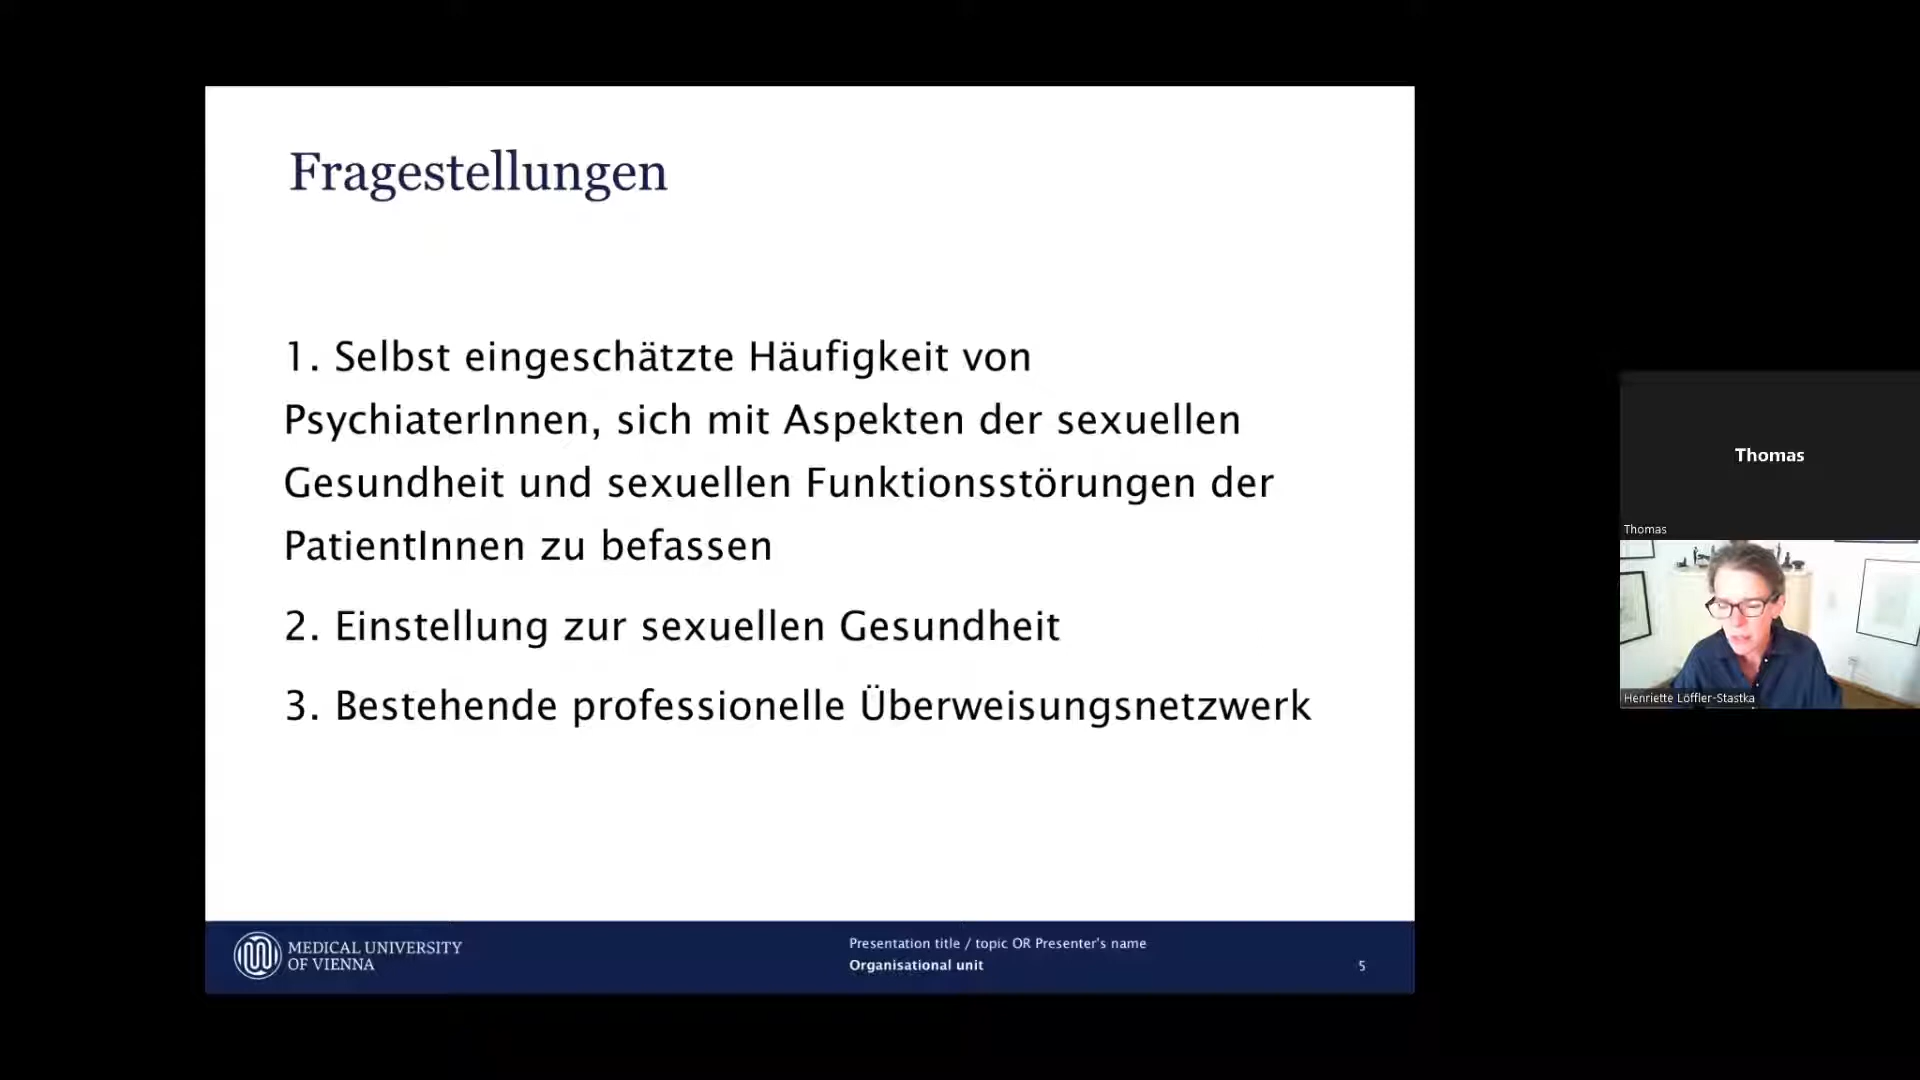 Fragestellungen
1. Selbst eingeschätzte Häufigkeit von
PsychiaterInnen, sich mit Aspekten der sexuellen
Gesundheit und sexuellen Funktionsstörungen der
PatientInnen zu befassen
2. Einstellung zur sexuellen Gesundheit
3. Bestehende professionelle Überweisungsnetzwerk
MEDICAL UNIVERSITY
OF VIENNA
Presentation title / topic OR Presenter's name
Organisational unit
5
Thomas
Thomas
Henriette Löffler-Stastka